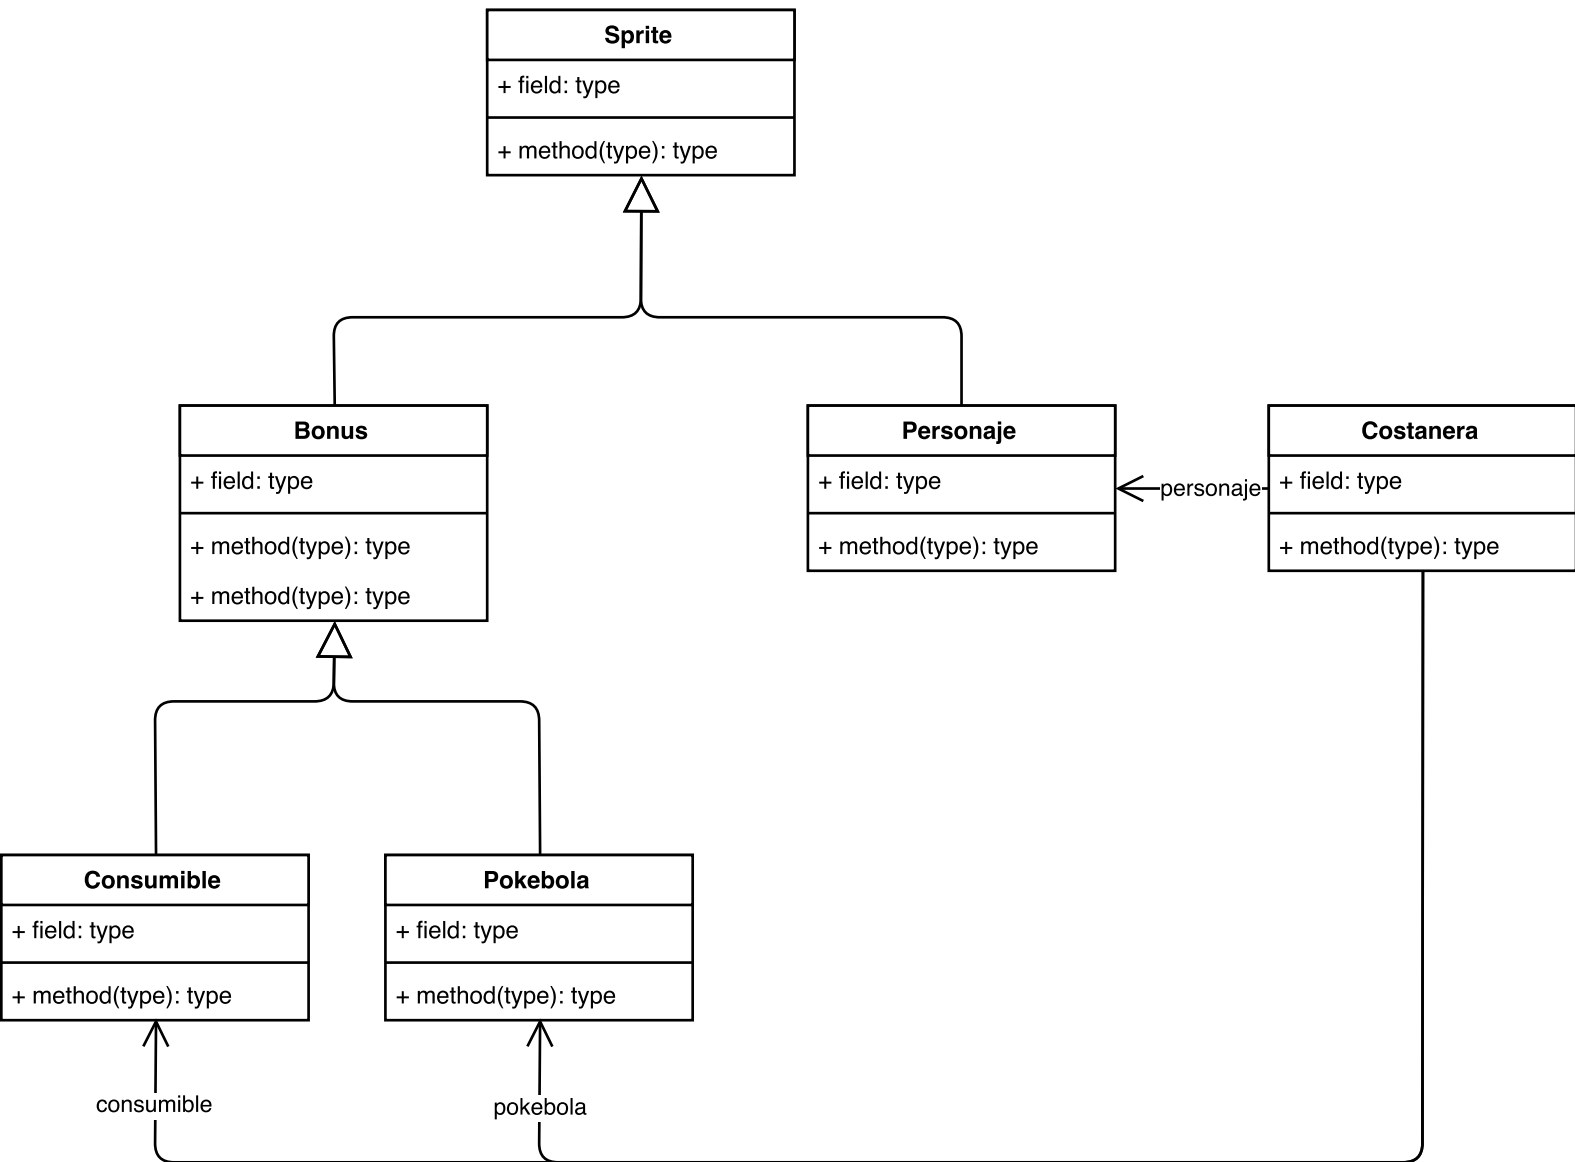 Sprite
+ field: type
+ method(type): type
Bonus
+ field: type
+ method(type): type
+ method(type): type
Personaje
+ field: type
+ method(type): type
personaje
Costanera
+ field: type
+ method(type): type
Consumible
+ field: type
+ method(type): type
Pokebola
+ field: type
+ method(type): type
consumible
pokebola